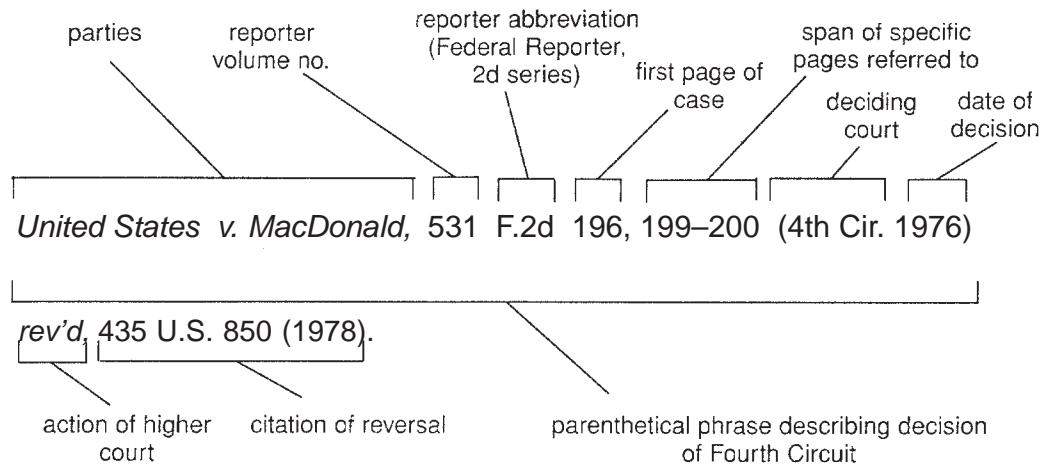 parties
reporter
volume no.
reporter abbreviation
(Federal Reporter,
2d series)
first page of
case
span of specific
pages referred to
deciding
court
date of
decision
United States v. MacDonald, 531 F.2d 196, 199–200 (4th Cir. 1976)
rev'd, 435 U.S. 850 (1978).
action of higher
court
citation of reversal
parenthetical phrase describing decision
of Fourth Circuit